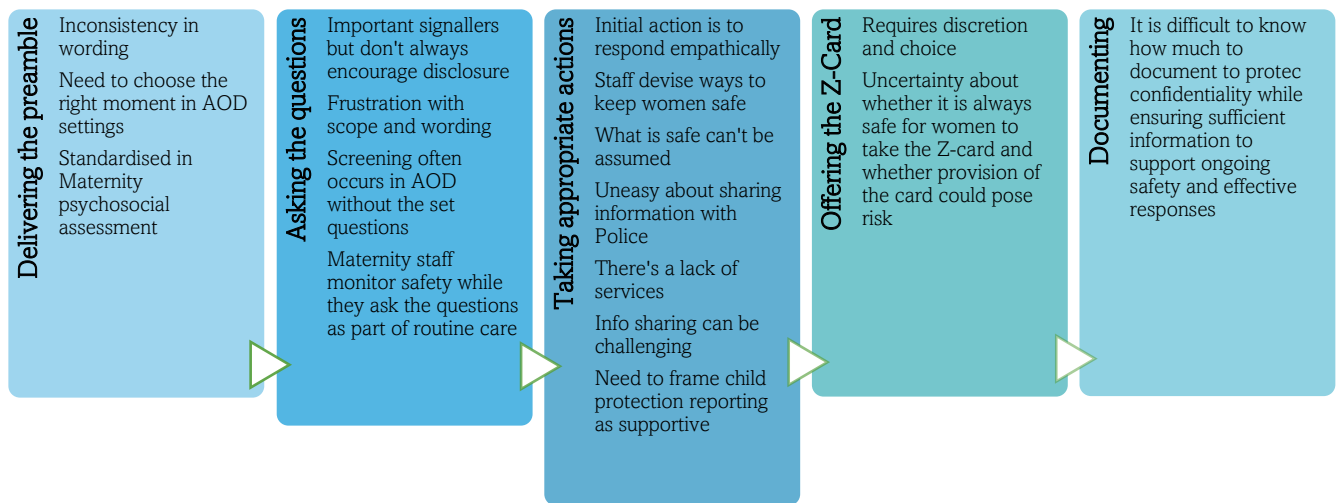 Delivering the preamble
Inconsistency in
wording
Need to choose the
right moment in AOD
settings
Standardised in
Maternity
psychosocial
assessment
Asking the questions
Important signallers
but don't always
encourage disclosure
Frustration with
scope and wording
Screening often
occurs in AOD
without the set
questions
Maternity staff
monitor safety while
they ask the questions
as part of routine care
Taking appropriate actions
Initial action is to
respond empathically
Staff devise ways to
keep women safe
What is safe can't be
assumed
Uneasy about sharing
information with
Police
There's a lack of
services
Info sharing can be
challenging
Need to frame child
protection reporting
as supportive
Offering the Z-Card
Requires discretion
and choice
Uncertainty about
whether it is always
safe for women to
take the Z-card and
whether provision of
the card could pose
risk
Documenting
It is difficult to know
how much to
document to protec
confidentiality while
ensuring sufficient
information to
support ongoing
safety and effective
responses